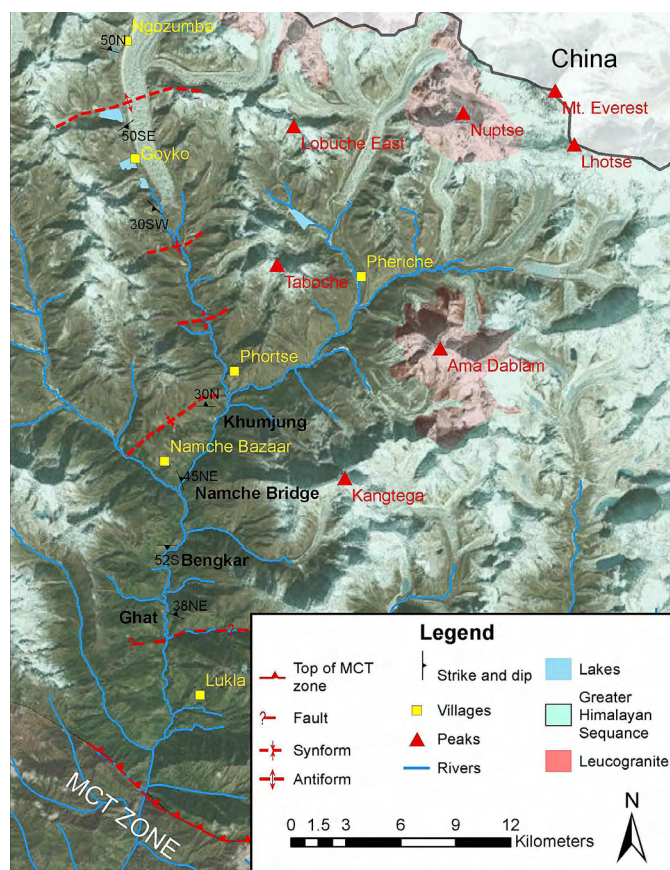 Ngozumba
50N
China
Mt. Everest
Nuptse
Lobuche East
50SE
Lhotse
Goyko
30SW
Pheriche
Taboche
Ama Dablam
Phortse
30N
Khumjung
Namche Bazaar
45NE
Namche Bridge
Kangtega
52S
Bengkar
38NE
Ghat
?
?
Lukla
MCT ZONE
Legend
Top of MCT
zone
Fault
Synform
Antiform
Strike and dip
Villages
Peaks
Rivers
Lakes
Greater
Himalayan
Sequence
Leucogranite
N
0 1.5 3 6 9 12
Kilometers